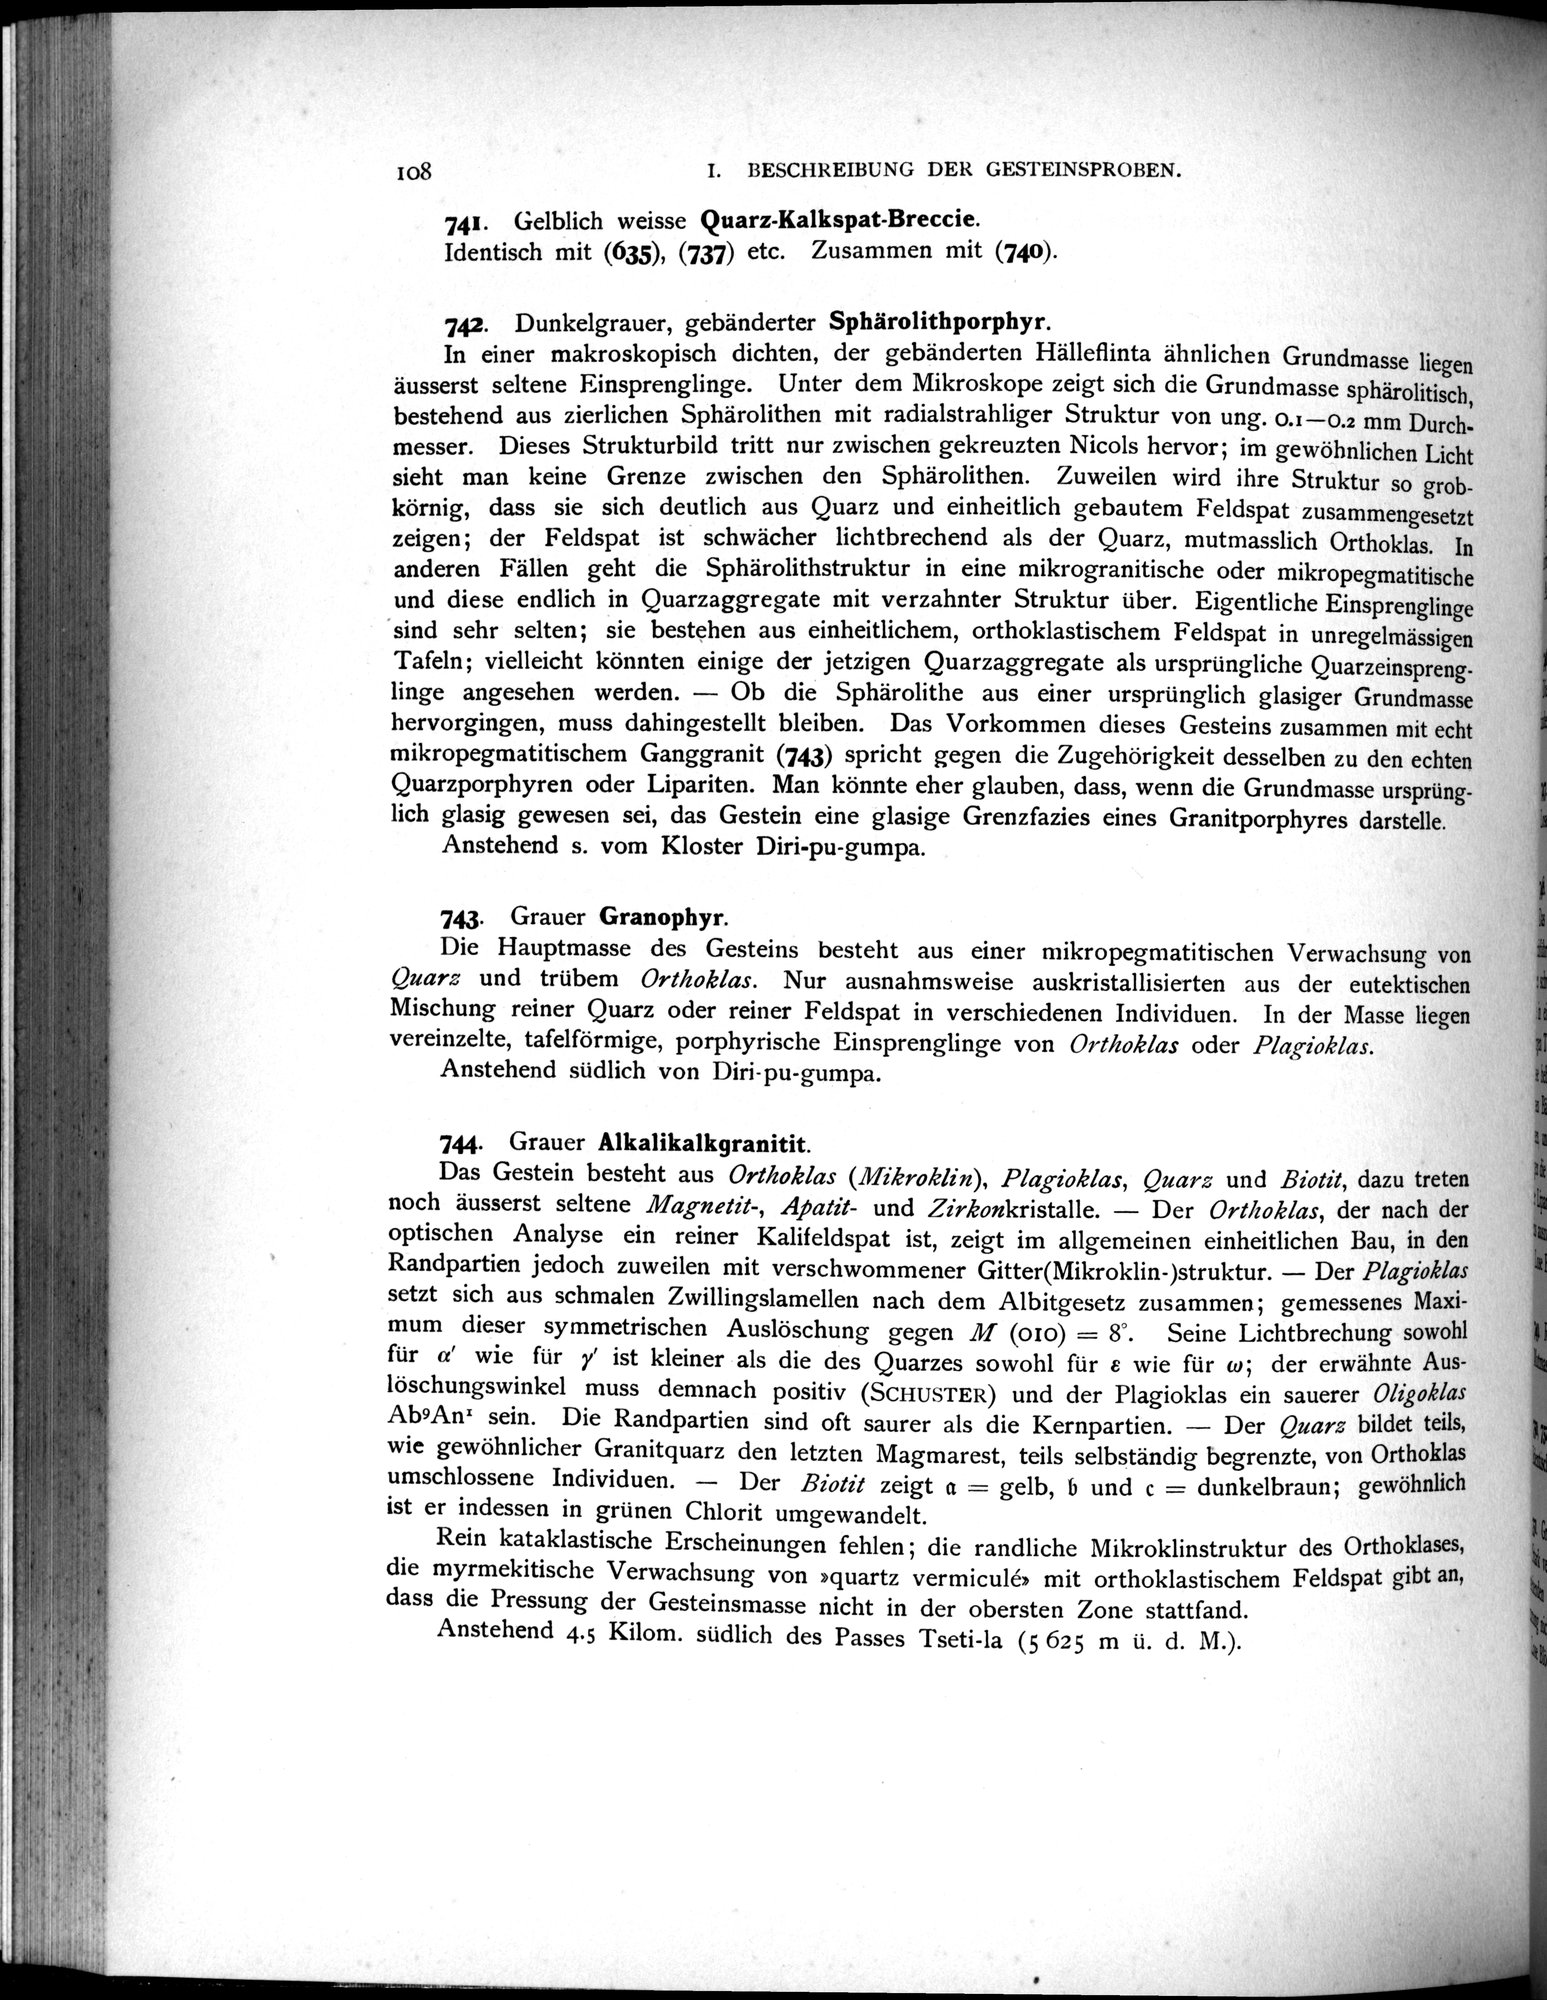 108 I. BESCHREIBUNG DER GESTEINSPROBEN.
741. Gelblich weisse Quarz-Kalkspat-Breccie.
Identisch mit (635), (737) etc. Zusammen mit (740).
742. Dunkelgrauer, gebänderter Sphärolithporphyr.
In einer makroskopisch dichten, der gebänderten Hälleflinta ähnlichen Grundmasse liegen
äusserst seltene Einsprenglinge. Unter dem Mikroskope zeigt sich die Grundmasse sphärolitisch,
bestehend aus zierlichen Sphärolithen mit radialstrahliger Struktur von ung. 0.1—0.2 mm Durch-
messer. Dieses Strukturbild tritt nur zwischen gekreuzten Nicols hervor; im gewöhnlichen Licht
sieht man keine Grenze zwischen den Sphärolithen. Zuweilen wird ihre Struktur so grob-
körnig, dass sie sich deutlich aus Quarz und einheitlich gebautem Feldspat zusammengesetzt
zeigen; der Feldspat ist schwächer lichtbrechend als der Quarz, mutmasslich Orthoklas. In
anderen Fällen geht die Sphärolithstruktur in eine mikrogranitische oder mikropegmatitische
und diese endlich in Quarzaggregate mit verzahnter Struktur über. Eigentliche Einsprenglinge
sind sehr selten; sie bestehen aus einheitlichem, orthoklastischem Feldspat in unregelmässigen
Tafeln; vielleicht könnten einige der jetzigen Quarzaggregate als ursprüngliche Quarzeinspreng-
linge angesehen werden. — Ob die Sphärolithe aus einer ursprünglich glasiger Grundmasse
hervorgingen, muss dahingestellt bleiben. Das Vorkommen dieses Gesteins zusammen mit echt
mikropegmatitischem Ganggranit (743) spricht gegen die Zugehörigkeit desselben zu den echten
Quarzporphyren oder Lipariten. Man könnte eher glauben, dass, wenn die Grundmasse ursprüng-
lich glasig gewesen sei, das Gestein eine glasige Grenzfazies eines Granitporphyres darstelle.
Anstehend s. vom Kloster Diri-pu-gumpa.
743. Grauer Granophyr.
Die Hauptmasse des Gesteins besteht aus einer mikropegmatitischen Verwachsung von
Quarz und trübem Orthoklas. Nur ausnahmsweise auskristallisierten aus der eutektischen
Mischung reiner Quarz oder reiner Feldspat in verschiedenen Individuen. In der Masse liegen
vereinzelte, tafelförmige, porphyrische Einsprenglinge von Orthoklas oder Plagioklas.
Anstehend südlich von Diri-pu-gumpa.
744. Grauer Alkalikalkgranitit.
Das Gestein besteht aus Orthoklas (Mikroklin), Plagioklas, Quarz und Biotit, dazu treten
noch äusserst seltene Magnetit-, Apatit- und Zirkonkristalle. — Der Orthoklas, der nach der
optischen Analyse ein reiner Kalifeldspat ist, zeigt im allgemeinen einheitlichen Bau, in den
Randpartien jedoch zuweilen mit verschwommener Gitter(Mikroklin-)struktur. — Der Plagioklas
setzt sich aus schmalen Zwillingslamellen nach dem Albitgesetz zusammen; gemessenes Maxi-
mum dieser symmetrischen Auslöschung gegen M (010) = 8°. Seine Lichtbrechung sowohl
für α' wie für γ' ist kleiner als die des Quarzes sowohl für ε wie für ω; der erwähnte Aus-
löschungswinkel muss demnach positiv (SCHUSTER) und der Plagioklas ein sauerer Oligoklas
Ab⁹An¹ sein. Die Randpartien sind oft saurer als die Kernpartien. — Der Quarz bildet teils,
wie gewöhnlicher Granitquarz den letzten Magmarest, teils selbständig begrenzte, von Orthoklas
umschlossene Individuen. — Der Biotit zeigt a = gelb, b und c = dunkelbraun; gewöhnlich
ist er indessen in grünen Chlorit umgewandelt.
Rein kataklastische Erscheinungen fehlen; die randliche Mikroklinstruktur des Orthoklases,
die myrmekitische Verwachsung von »quartz vermiculé» mit orthoklastischem Feldspat gibt an,
dass die Pressung der Gesteinsmasse nicht in der obersten Zone stattfand.
Anstehend 4.5 Kilom. südlich des Passes Tseti-la (5 625 m ü. d. M.).